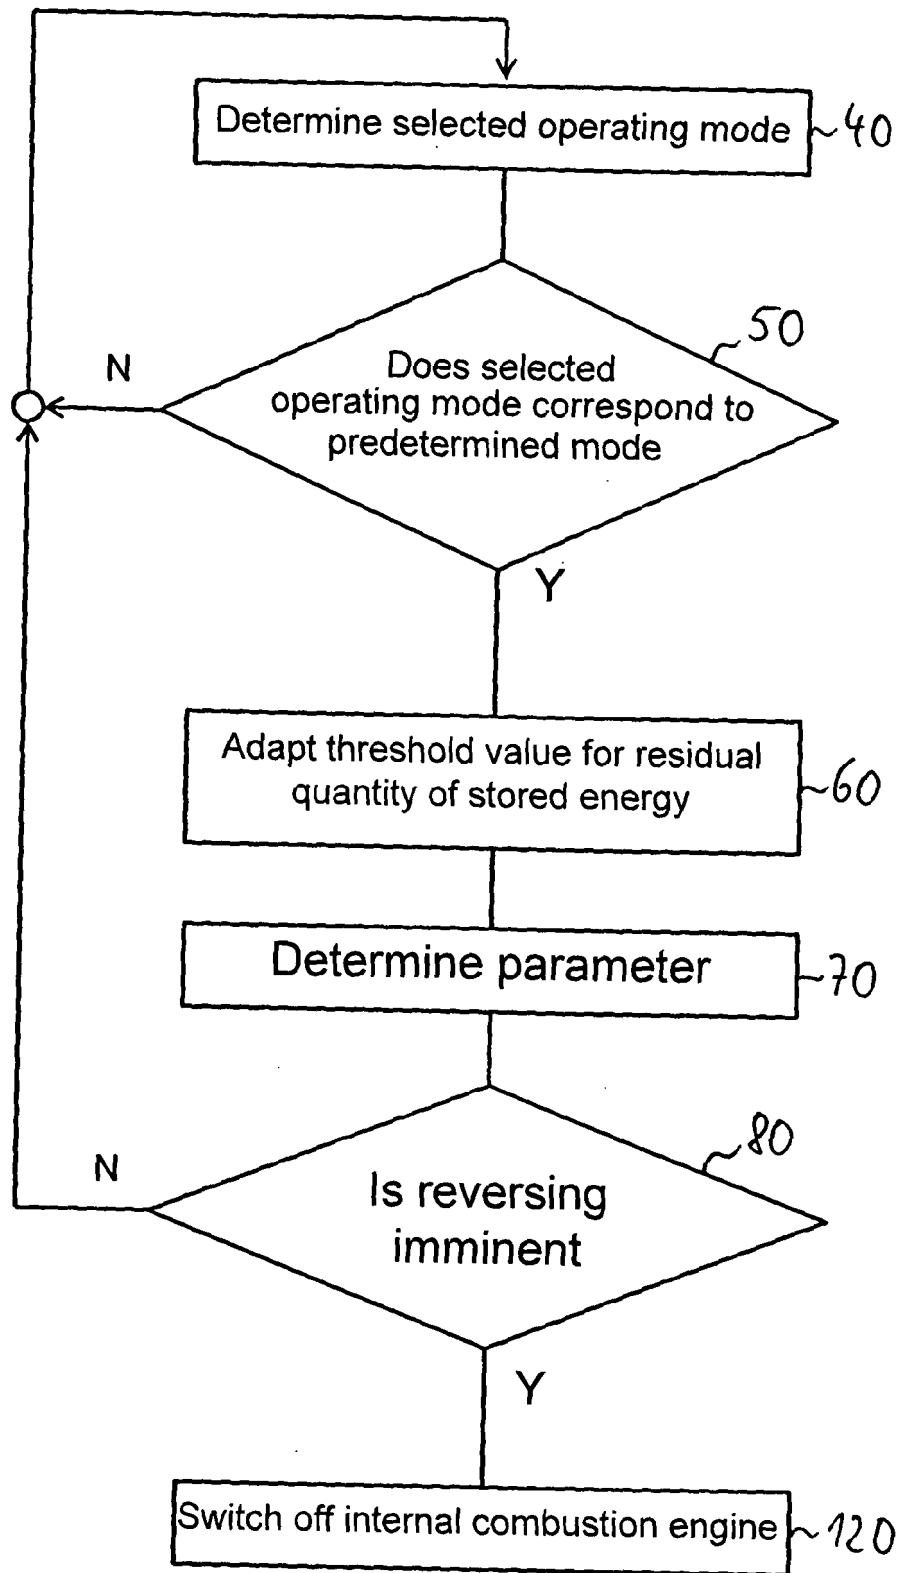 Determine selected operating mode
40
50
N
Does selected
operating mode correspond to
predetermined mode
Y
Adapt threshold value for residual
quantity of stored energy
60
Determine parameter
70
80
N
Is reversing
imminent
Y
Switch off internal combustion engine
120